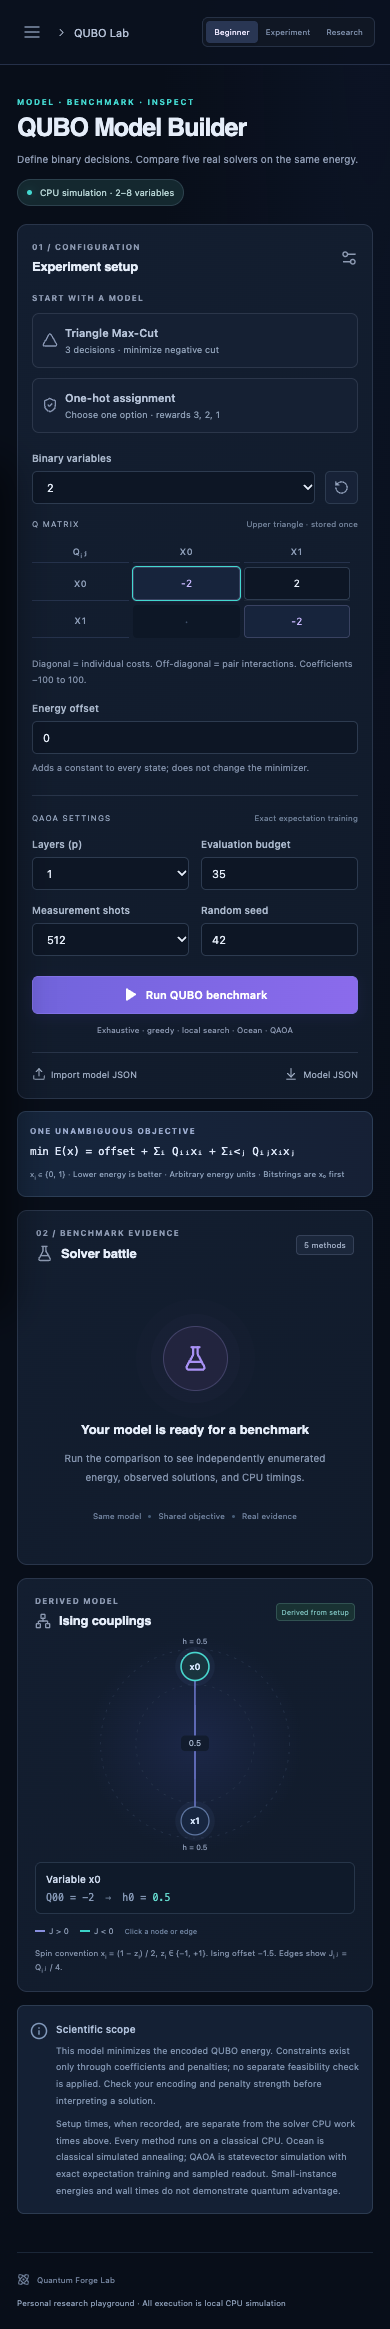 QUBO Lab
Beginner Experiment Research
MODEL · BENCHMARK · INSPECT
QUBO Model Builder
Define binary decisions. Compare five real solvers on the same energy.
CPU simulation · 2–8 variables
01 / CONFIGURATION
Experiment setup
START WITH A MODEL
Triangle Max-Cut
3 decisions · minimize negative cut
One-hot assignment
Choose one option · rewards 3, 2, 1
Binary variables
2
Q MATRIX Upper triangle · stored once
Qᵢⱼ X0 X1
X0 -2 2
X1 · -2
Diagonal = individual costs. Off-diagonal = pair interactions. Coefficients
−100 to 100.
Energy offset
0
Adds a constant to every state; does not change the minimizer.
QAOA SETTINGS Exact expectation training
Layers (p) Evaluation budget
1 35
Measurement shots Random seed
512 42
Run QUBO benchmark
Exhaustive · greedy · local search · Ocean · QAOA
Import model JSON Model JSON
ONE UNAMBIGUOUS OBJECTIVE
min E(x) = offset + Σᵢ Qᵢᵢxᵢ + Σᵢ<ⱼ Qᵢⱼxᵢxⱼ
xᵢ ∈ {0, 1} · Lower energy is better · Arbitrary energy units · Bitstrings are x₀ first
02 / BENCHMARK EVIDENCE
Solver battle
5 methods
Your model is ready for a benchmark
Run the comparison to see independently enumerated
energy, observed solutions, and CPU timings.
Same model • Shared objective • Real evidence
DERIVED MODEL
Ising couplings
Derived from setup
h = 0.5
x0
0.5
x1
h = 0.5
Variable x0
Q00 = −2 → h0 = 0.5
J > 0 J < 0 Click a node or edge
Spin convention xᵢ = (1 − zᵢ) / 2, zᵢ ∈ {−1, +1}. Ising offset −1.5. Edges show Jᵢⱼ =
Qᵢⱼ / 4.
Scientific scope
This model minimizes the encoded QUBO energy. Constraints exist
only through coefficients and penalties; no separate feasibility check
is applied. Check your encoding and penalty strength before
interpreting a solution.
Setup times, when recorded, are separate from the solver CPU work
times above. Every method runs on a classical CPU. Ocean is
classical simulated annealing; QAOA is statevector simulation with
exact expectation training and sampled readout. Small-instance
energies and wall times do not demonstrate quantum advantage.
Quantum Forge Lab
Personal research playground · All execution is local CPU simulation